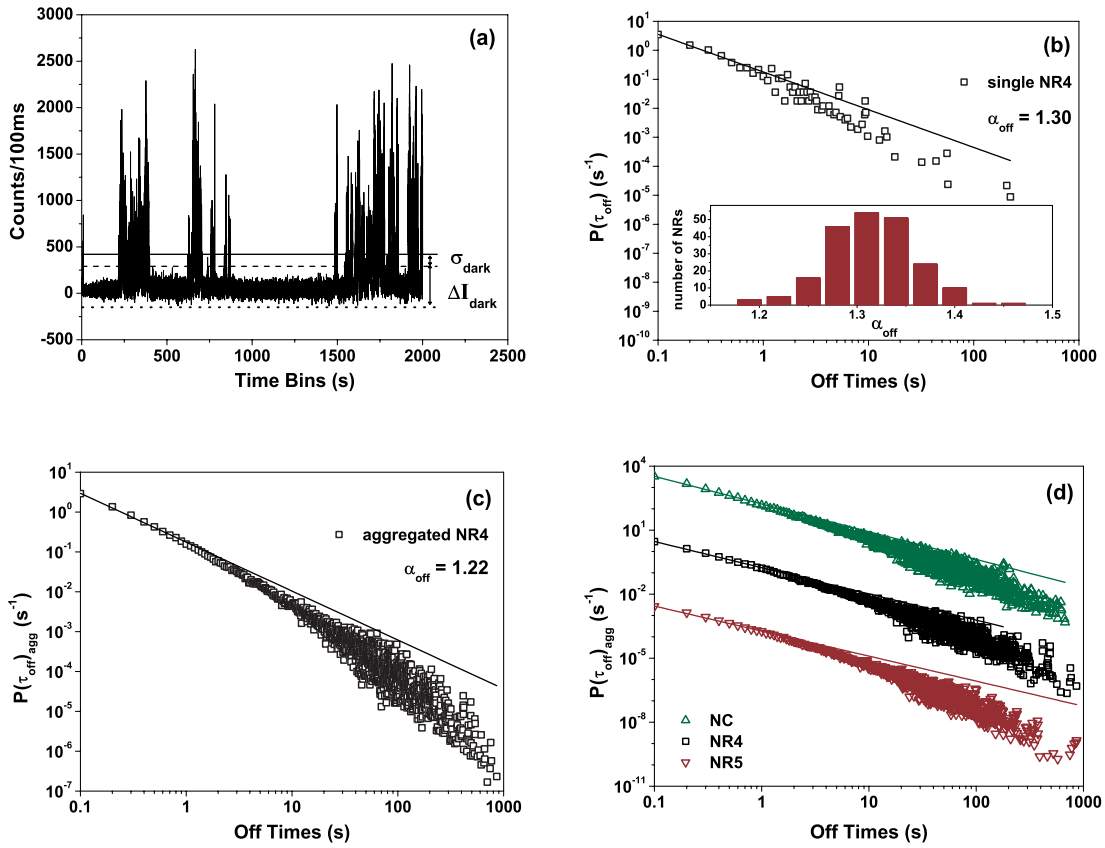 (a)
Counts/100ms
3000
2500
2000
1500
1000
500
0
-500
σdark
ΔIdark
0 500 1000 1500 2000 2500
Time Bins (s)
(b)
P(τoff) (s-1)
10^1
10^0
10^-1
10^-2
10^-3
10^-4
10^-5
10^-6
10^-7
10^-8
10^-9
10^-10
single NR4
αoff = 1.30
number of NRs
50
40
30
20
10
0
1.2 1.3 1.4 1.5
αoff
0.1 1 10 100 1000
Off Times (s)
(c)
P(τoff)agg (s-1)
10^1
10^0
10^-1
10^-2
10^-3
10^-4
10^-5
10^-6
10^-7
aggregated NR4
αoff = 1.22
0.1 1 10 100 1000
Off Times (s)
(d)
P(τoff)agg (s-1)
10^4
10^1
10^-2
10^-5
10^-8
10^-11
NC
NR4
NR5
0.1 1 10 100 1000
Off Times (s)